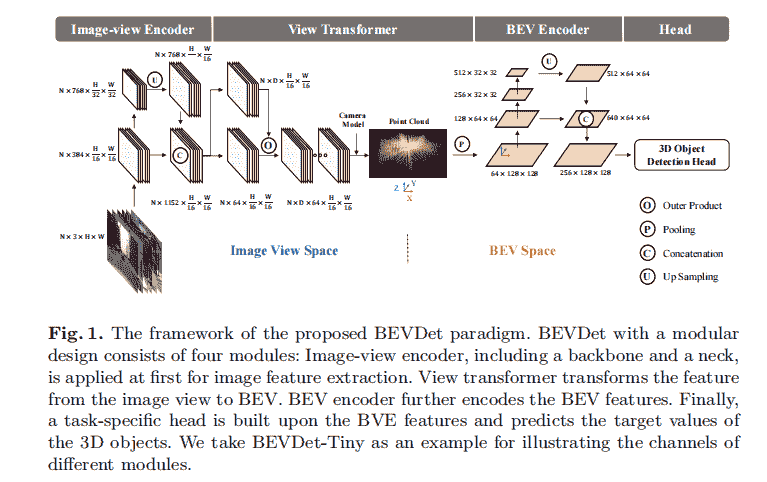 Image-view Encoder
View Transformer
BEV Encoder
Head
N×768×H/16×W/16
N×768×H/32×W/32
U
N×D×H/16×W/16
N×384×H/16×W/16
C
O
N×1152×H/16×W/16
N×64×H/16×W/16
N×D×64×H/16×W/16
N×3×H×W
Camera
Model
Point Cloud
Z
Y
X
P
512×32×32
U
512×64×64
256×32×32
128×64×64
C
640×64×64
64×128×128
256×128×128
3D Object
Detection Head
Image View Space
BEV Space
O Outer Product
P Pooling
C Concatenation
U Up Sampling
Fig. 1. The framework of the proposed BEVDet paradigm. BEVDet with a modular
design consists of four modules: Image-view encoder, including a backbone and a neck,
is applied at first for image feature extraction. View transformer transforms the feature
from the image view to BEV. BEV encoder further encodes the BEV features. Finally,
a task-specific head is built upon the BVE features and predicts the target values of
the 3D objects. We take BEVDet-Tiny as an example for illustrating the channels of
different modules.